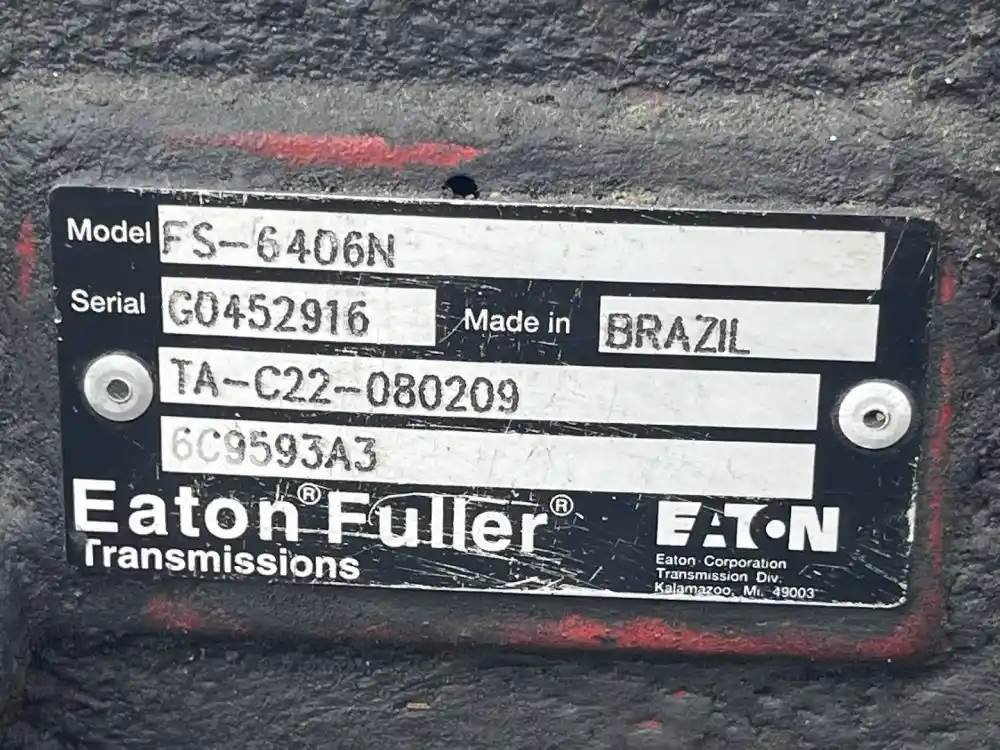 Model FS-6406N
Serial G0452916 Made in BRAZIL
TA-C22-080209
6C9593A3
Eaton® Fuller®
Transmissions
EATON
Eaton Corporation
Transmission Div.
Kalamazoo, Mi. 49003